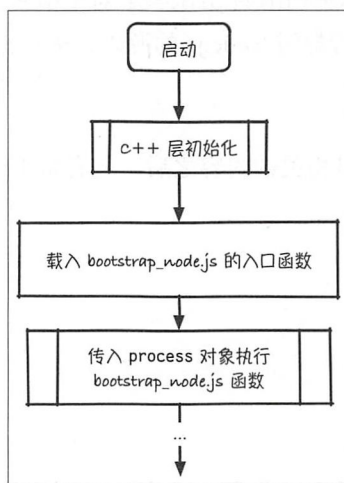 启动
c++ 层初始化
载入 bootstrap_node.js 的入口函数
传入 process 对象执行
bootstrap_node.js 函数
...